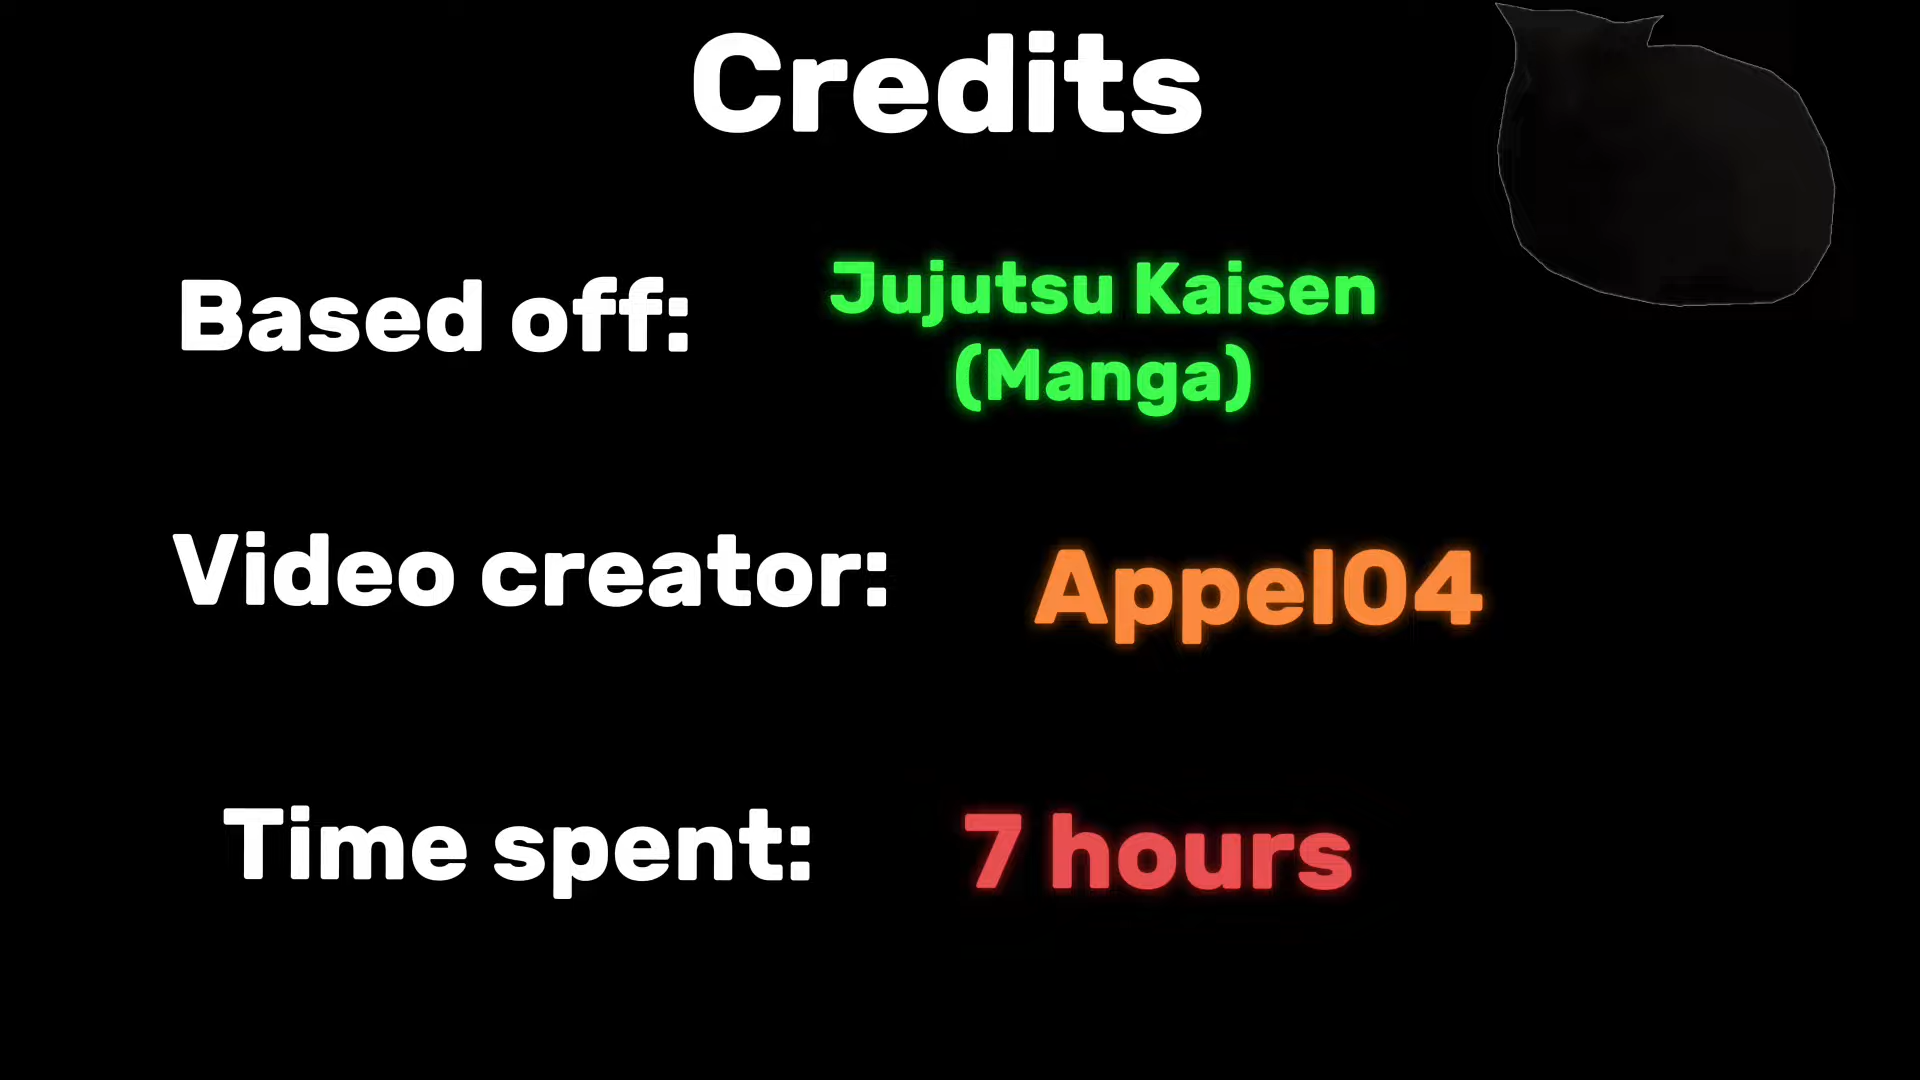 Credits
Based off:
Jujutsu Kaisen
(Manga)
Video creator:
Appel04
Time spent:
7 hours